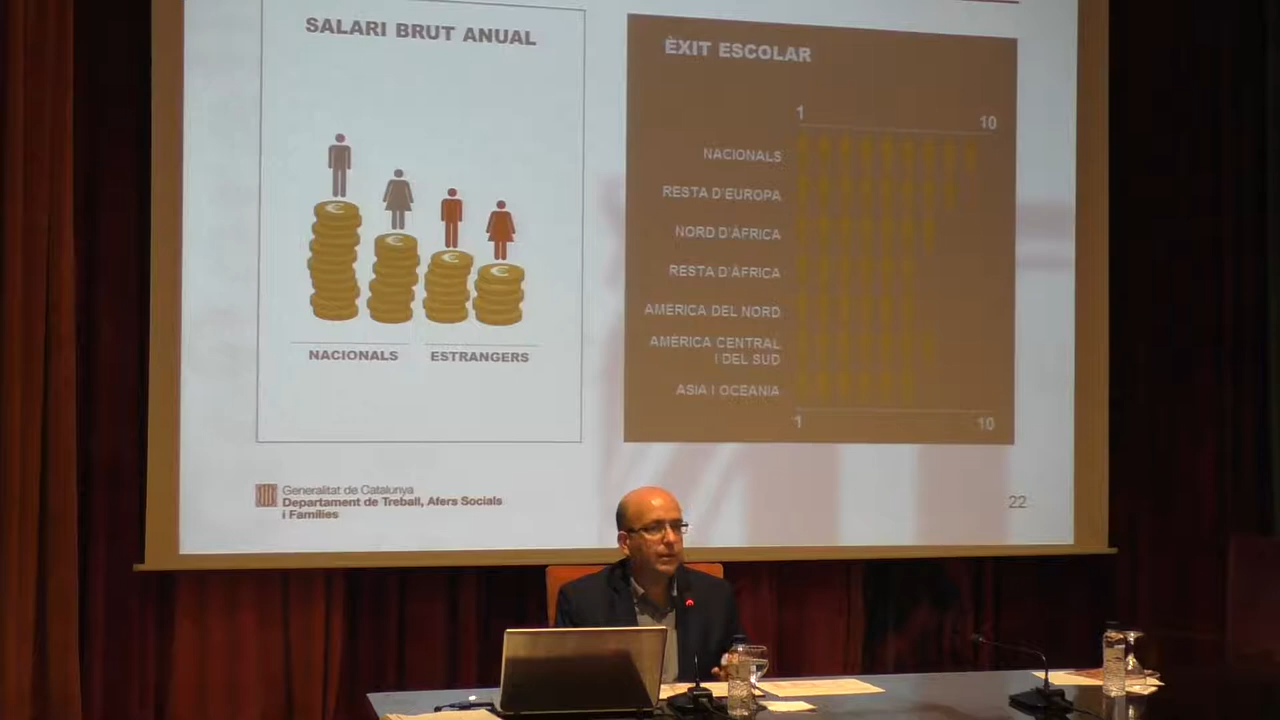 SALARI BRUT ANUAL
NACIONALS
ESTRANGERS
ÈXIT ESCOLAR
1
10
NACIONALS
RESTA D'EUROPA
NORD D'ÀFRICA
RESTA D'ÀFRICA
AMÈRICA DEL NORD
AMÈRICA CENTRAL
I DEL SUD
ASIA I OCEANIA
1
10
Generalitat de Catalunya
Departament de Treball, Afers Socials
i Famílies
22